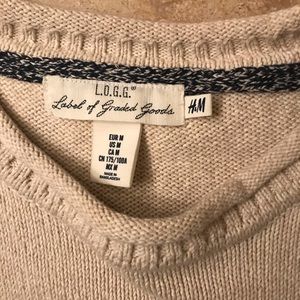 L.O.G.G.®
Label of Graded Goods
H&M
EUR M
US M
CA M
CN 175/100A
MX M
MADE IN
BANGLADESH